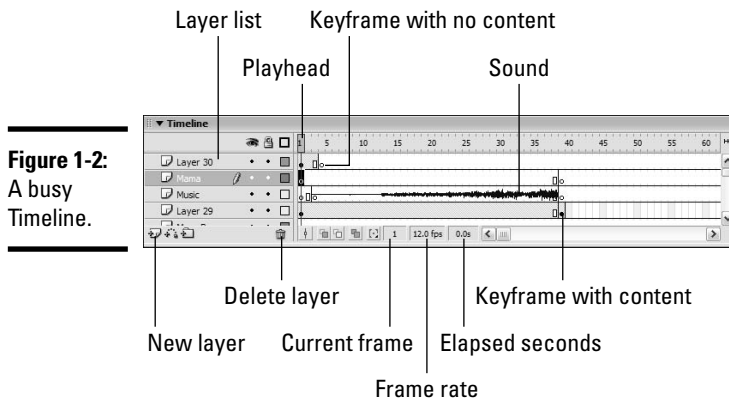 Layer list
Keyframe with no content
Playhead
Sound
Figure 1-2:
A busy
Timeline.
Timeline
1 5 10 15 20 25 30 35 40 45 50 55 60
Layer 30
Mama
Music
Layer 29
1 12.0 fps 0.0s
Delete layer
Keyframe with content
New layer
Current frame
Elapsed seconds
Frame rate